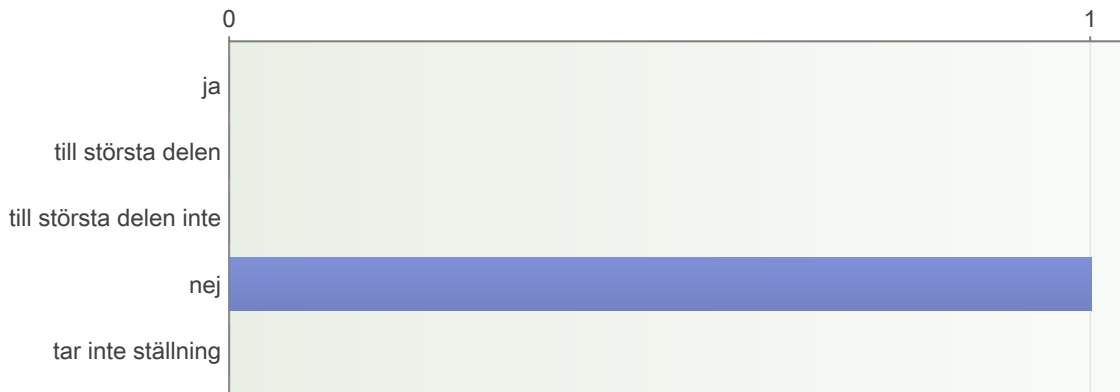 0 1
ja
till största delen
till största delen inte
nej
tar inte ställning